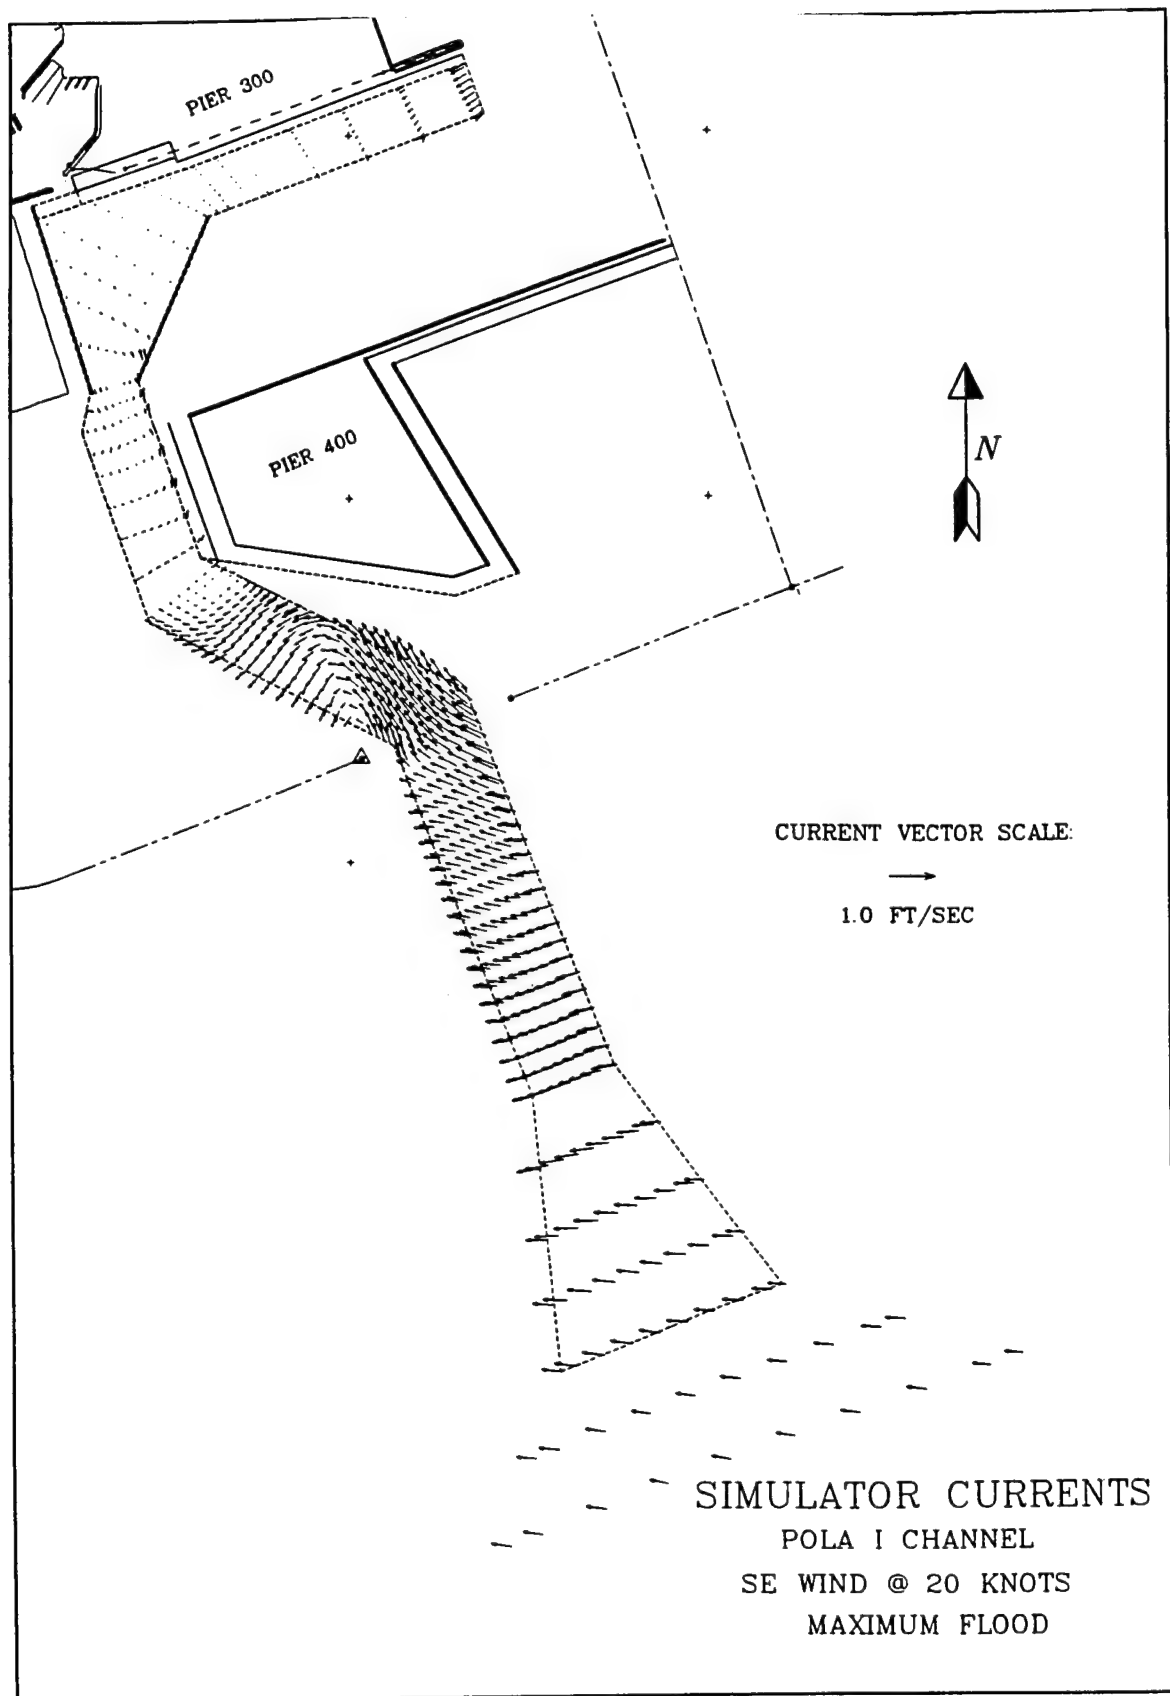 PIER 300
PIER 400
N
CURRENT VECTOR SCALE:
1.0 FT/SEC
SIMULATOR CURRENTS
POLA I CHANNEL
SE WIND @ 20 KNOTS
MAXIMUM FLOOD